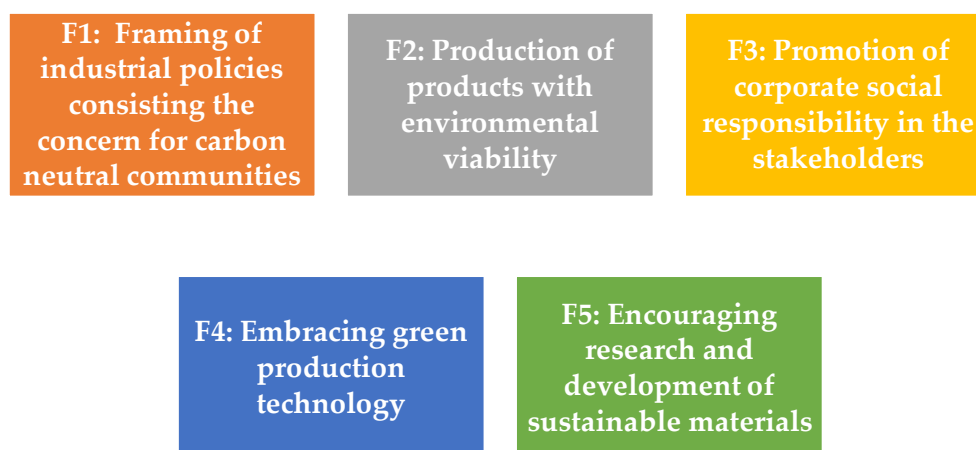 F1: Framing of
industrial policies
consisting the
concern for carbon
neutral communities
F2: Production of
products with
environmental
viability
F3: Promotion of
corporate social
responsibility in the
stakeholders
F4: Embracing green
production
technology
F5: Encouraging
research and
development of
sustainable materials